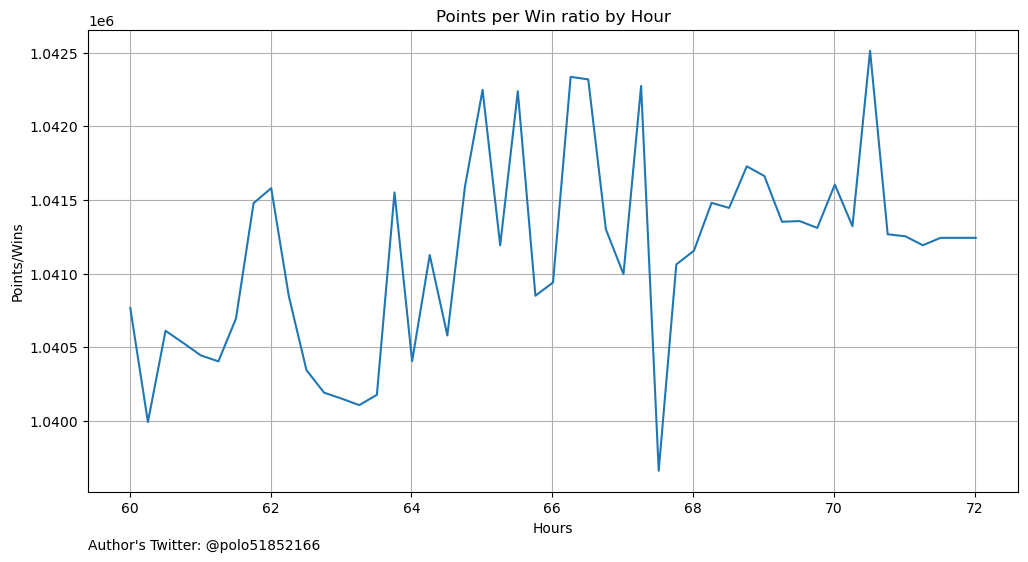 Points per Win ratio by Hour
1e6
1.0425
1.0420
1.0415
1.0410
1.0405
1.0400
Points/Wins
60 62 64 66 68 70 72
Hours
Author's Twitter: @polo51852166